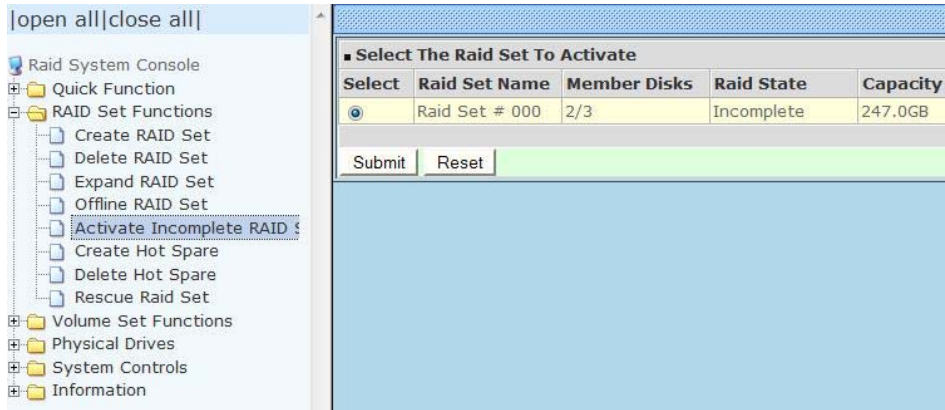 |open all|close all|
Raid System Console
Quick Function
RAID Set Functions
Create RAID Set
Delete RAID Set
Expand RAID Set
Offline RAID Set
Activate Incomplete RAID
Create Hot Spare
Delete Hot Spare
Rescue Raid Set
Volume Set Functions
Physical Drives
System Controls
Information
Select The Raid Set To Activate
Select Raid Set Name Member Disks Raid State Capacity
Raid Set # 000 2/3 Incomplete 247.0GB
Submit Reset